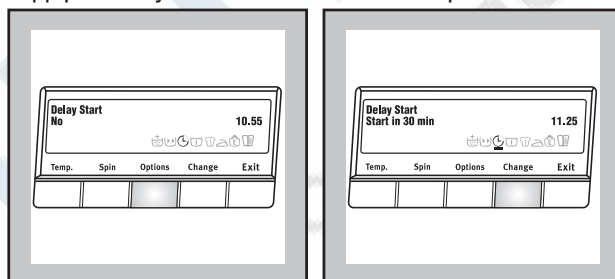 Delay Start
No 10.55
Temp. Spin Options Change Exit
Delay Start
Start in 30 min 11.25
Temp. Spin Options Change Exit